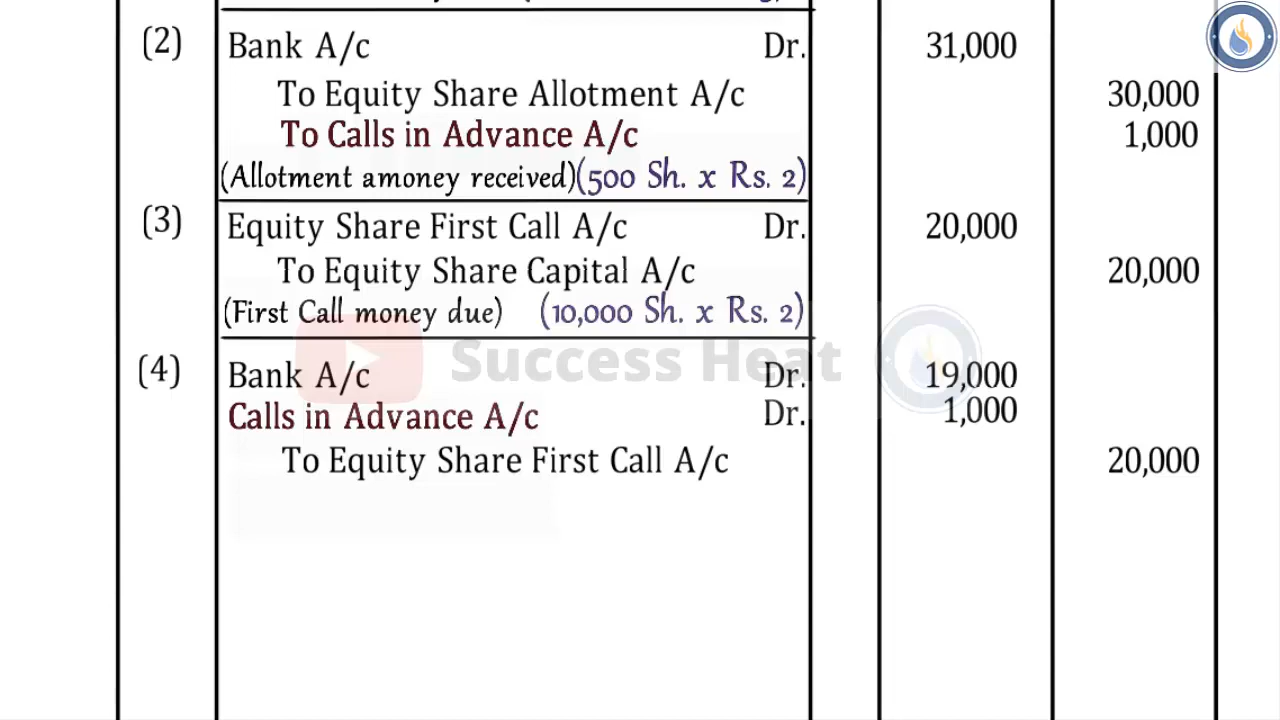 (2) Bank A/c Dr. 31,000
To Equity Share Allotment A/c 30,000
To Calls in Advance A/c 1,000
(Allotment amoney received) (500 Sh. x Rs. 2)
(3) Equity Share First Call A/c Dr. 20,000
To Equity Share Capital A/c 20,000
(First Call money due) (10,000 Sh. x Rs. 2)
Success Heat
(4) Bank A/c Dr. 19,000
Calls in Advance A/c Dr. 1,000
To Equity Share First Call A/c 20,000